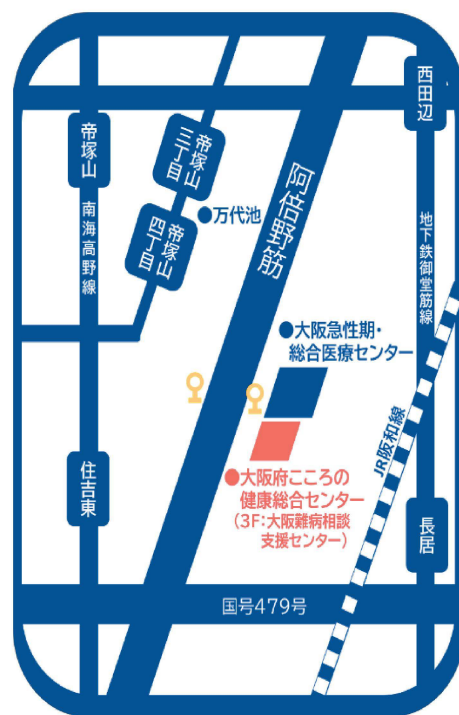 西田辺
帝塚山
帝塚山
三丁目
●万代池
阿倍野筋
帝塚山
四丁目
南海高野線
地下鉄御堂筋線
●大阪急性期・
総合医療センター
JR阪和線
住吉東
●大阪府こころの
健康総合センター
(3F:大阪難病相談
支援センター)
長居
国号479号